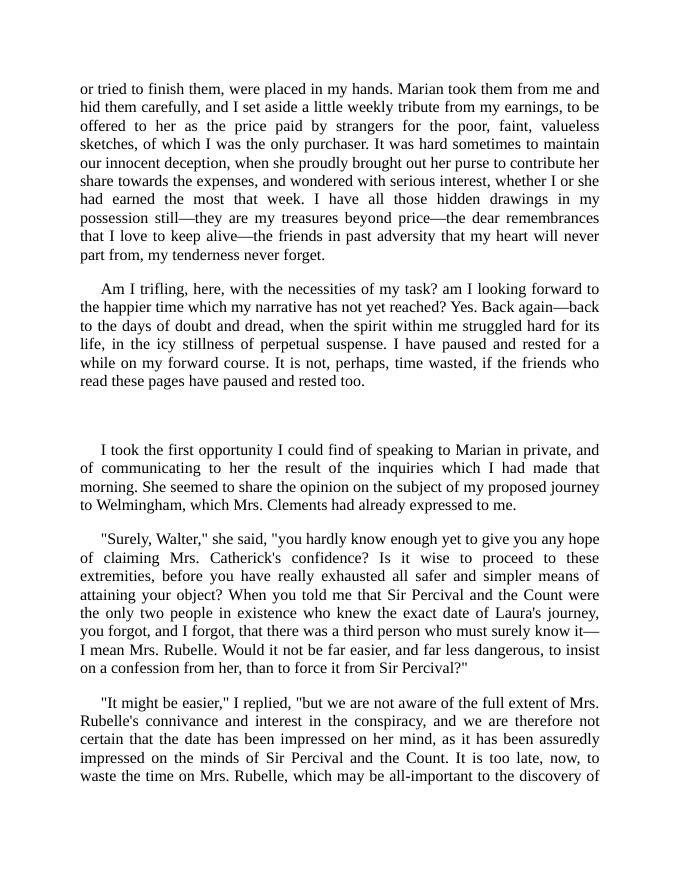 or tried to finish them, were placed in my hands. Marian took them from me and
hid them carefully, and I set aside a little weekly tribute from my earnings, to be
offered to her as the price paid by strangers for the poor, faint, valueless
sketches, of which I was the only purchaser. It was hard sometimes to maintain
our innocent deception, when she proudly brought out her purse to contribute her
share towards the expenses, and wondered with serious interest, whether I or she
had earned the most that week. I have all those hidden drawings in my
possession still—they are my treasures beyond price—the dear remembrances
that I love to keep alive—the friends in past adversity that my heart will never
part from, my tenderness never forget.
Am I trifling, here, with the necessities of my task? am I looking forward to
the happier time which my narrative has not yet reached? Yes. Back again—back
to the days of doubt and dread, when the spirit within me struggled hard for its
life, in the icy stillness of perpetual suspense. I have paused and rested for a
while on my forward course. It is not, perhaps, time wasted, if the friends who
read these pages have paused and rested too.
I took the first opportunity I could find of speaking to Marian in private, and
of communicating to her the result of the inquiries which I had made that
morning. She seemed to share the opinion on the subject of my proposed journey
to Welmingham, which Mrs. Clements had already expressed to me.
"Surely, Walter," she said, "you hardly know enough yet to give you any hope
of claiming Mrs. Catherick's confidence? Is it wise to proceed to these
extremities, before you have really exhausted all safer and simpler means of
attaining your object? When you told me that Sir Percival and the Count were
the only two people in existence who knew the exact date of Laura's journey,
you forgot, and I forgot, that there was a third person who must surely know it—
I mean Mrs. Rubelle. Would it not be far easier, and far less dangerous, to insist
on a confession from her, than to force it from Sir Percival?"
"It might be easier," I replied, "but we are not aware of the full extent of Mrs.
Rubelle's connivance and interest in the conspiracy, and we are therefore not
certain that the date has been impressed on her mind, as it has been assuredly
impressed on the minds of Sir Percival and the Count. It is too late, now, to
waste the time on Mrs. Rubelle, which may be all-important to the discovery of